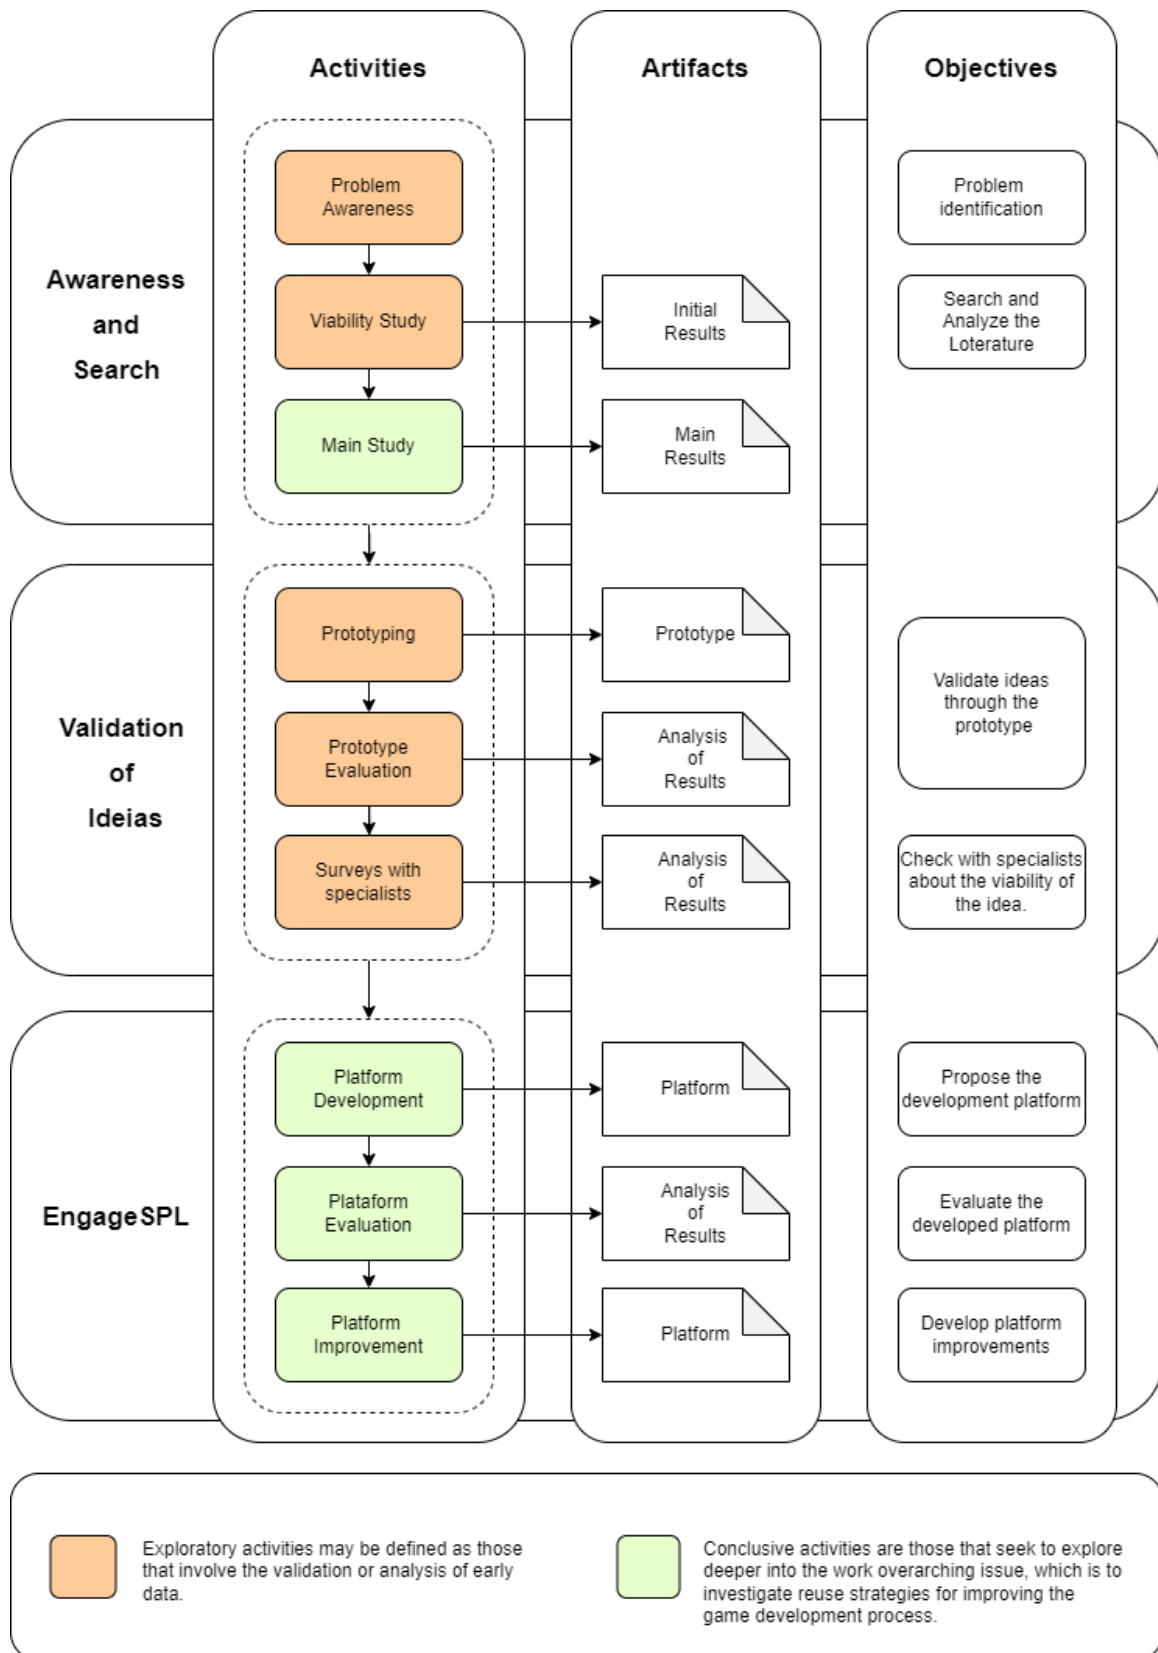 Activities
Artifacts
Objectives
Awareness
and
Search
Problem
Awareness
Problem
identification
Viability Study
Initial
Results
Search and
Analyze the
Loterature
Main Study
Main
Results
Validation
of
Ideias
Prototyping
Prototype
Validate ideas
through the
prototype
Prototype
Evaluation
Analysis
of
Results
Surveys with
specialists
Analysis
of
Results
Check with specialists
about the viability of
the idea.
EngageSPL
Platform
Development
Platform
Propose the
development platform
Plataform
Evaluation
Analysis
of
Results
Evaluate the
developed platform
Platform
Improvement
Platform
Develop platform
improvements
Exploratory activities may be defined as those
that involve the validation or analysis of early
data.
Conclusive activities are those that seek to explore
deeper into the work overarching issue, which is to
investigate reuse strategies for improving the
game development process.